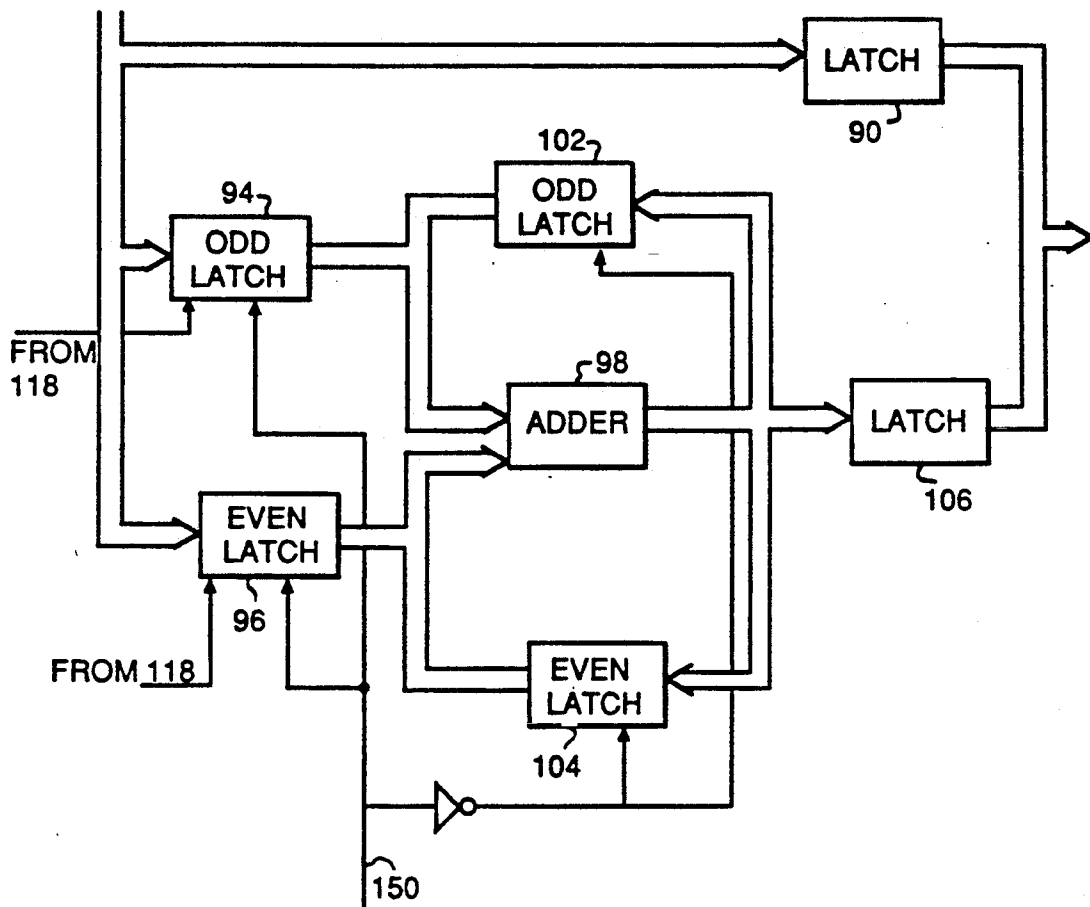 LATCH
90
102
ODD
LATCH
94
ODD
LATCH
FROM
118
98
ADDER
LATCH
106
EVEN
LATCH
96
FROM 118
EVEN
LATCH
104
150